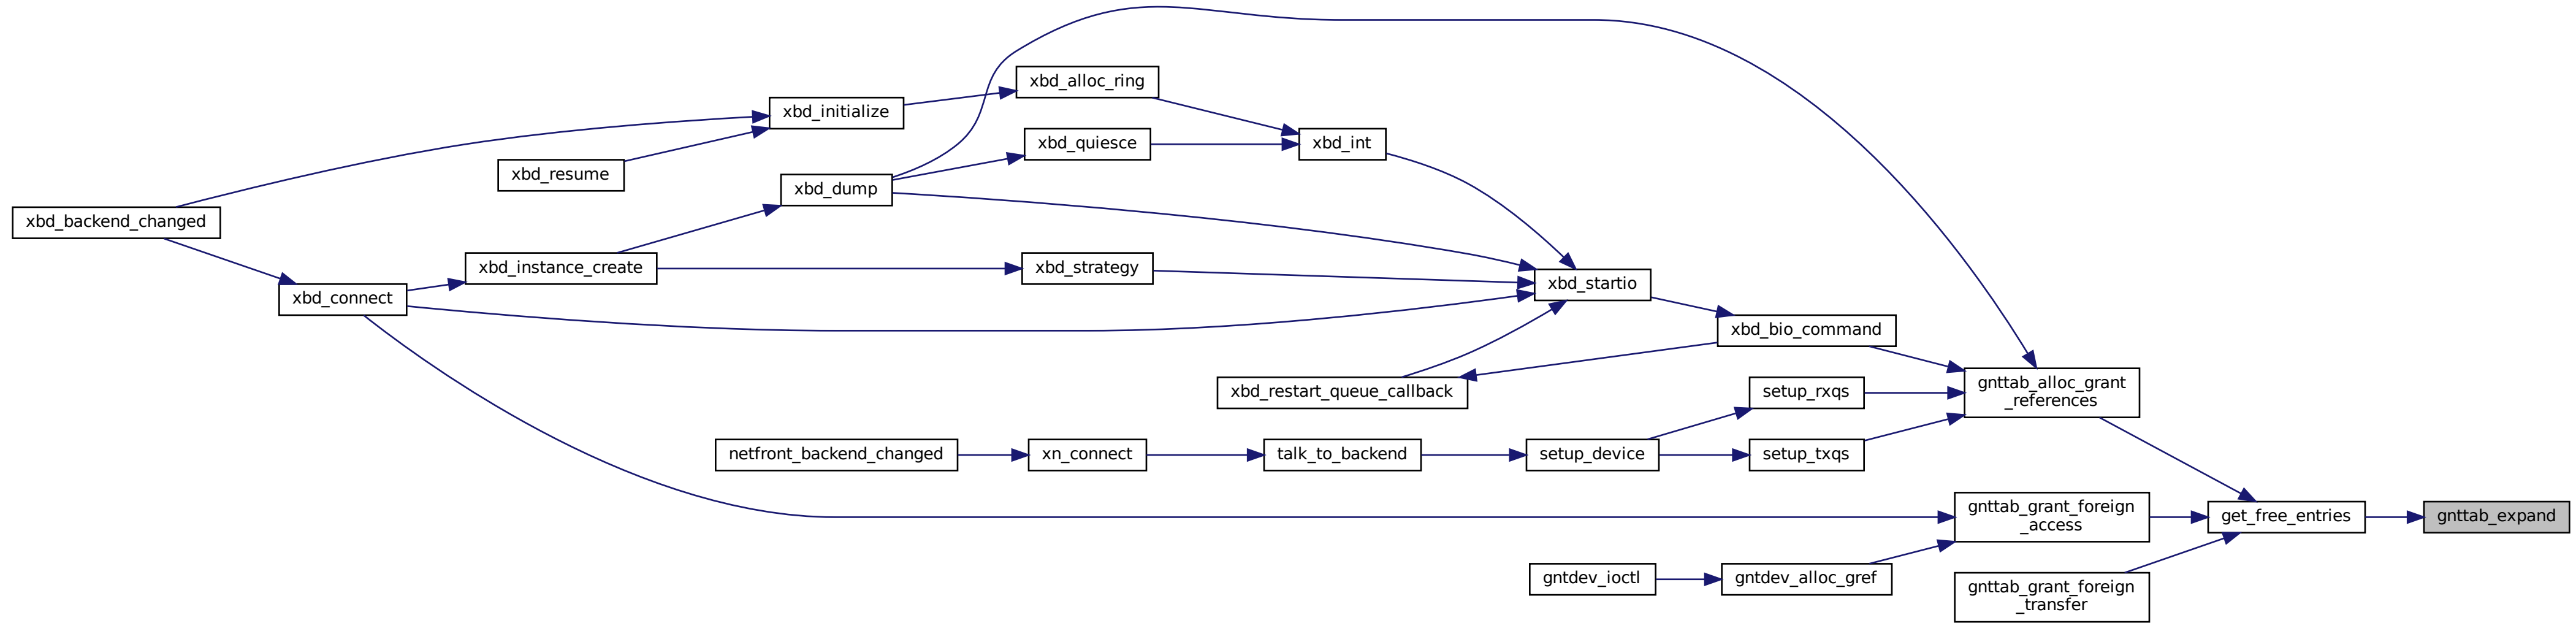 xbd_alloc_ring
xbd_initialize
xbd_quiesce
xbd_int
xbd_resume
xbd_dump
xbd_backend_changed
xbd_instance_create
xbd_strategy
xbd_startio
xbd_connect
xbd_bio_command
xbd_restart_queue_callback
setup_rxqs
gnttab_alloc_grant
_references
netfront_backend_changed
xn_connect
talk_to_backend
setup_device
setup_txqs
gnttab_grant_foreign
_access
get_free_entries
gnttab_expand
gntdev_ioctl
gntdev_alloc_gref
gnttab_grant_foreign
_transfer